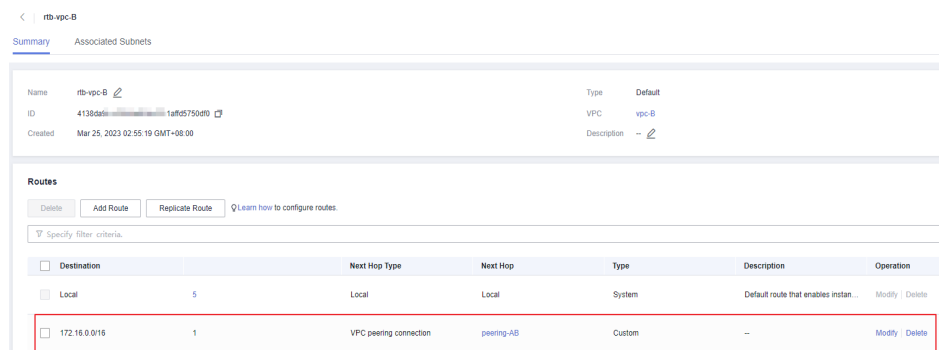 rtb-vpc-B
Summary Associated Subnets
Name rtb-vpc-B Type Default
ID 4138da 1affd5750df0 VPC vpc-B
Created Mar 25, 2023 02:55:19 GMT+08:00 Description --
Routes
Delete Add Route Replicate Route Learn how to configure routes.
Specify filter criteria.
Destination Next Hop Type Next Hop Type Description Operation
Local 5 Local Local System Default route that enables instan... Modify Delete
172.16.0.0/16 1 VPC peering connection peering-AB Custom -- Modify Delete